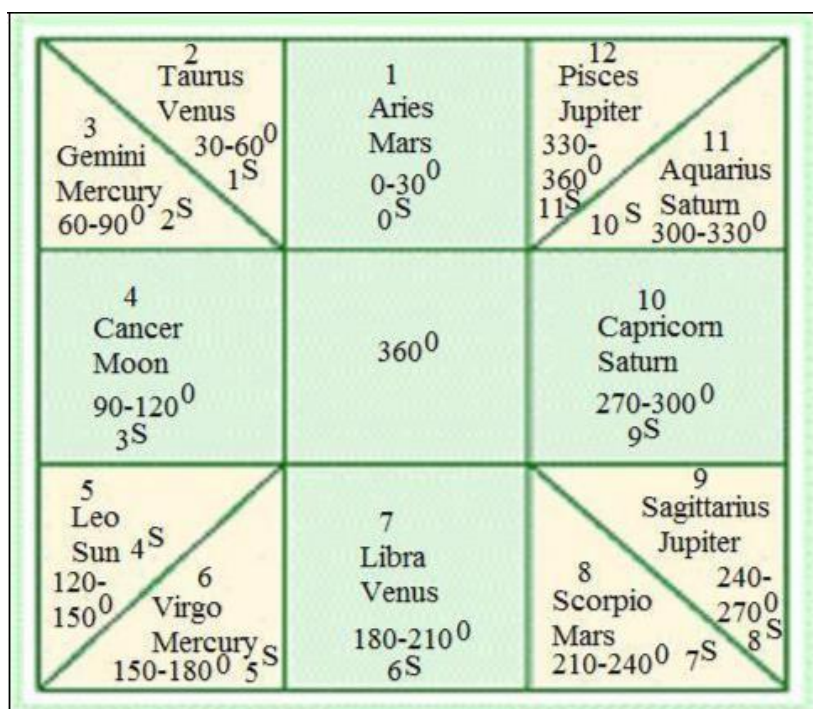 2
Taurus
Venus
30-60⁰
1ˢ
3
Gemini
Mercury
60-90⁰ 2ˢ
1
Aries
Mars
0-30⁰
0ˢ
12
Pisces
Jupiter
330-
360⁰
11ˢ
11
Aquarius
Saturn
10ˢ 300-330⁰
4
Cancer
Moon
90-120⁰
3ˢ
360⁰
10
Capricorn
Saturn
270-300⁰
9ˢ
5
Leo
Sun 4ˢ
120-
150⁰
6
Virgo
Mercury
150-180⁰ 5ˢ
7
Libra
Venus
180-210⁰
6ˢ
8
Scorpio
Mars
210-240⁰ 7ˢ
9
Sagittarius
Jupiter
240-
270⁰
8ˢ